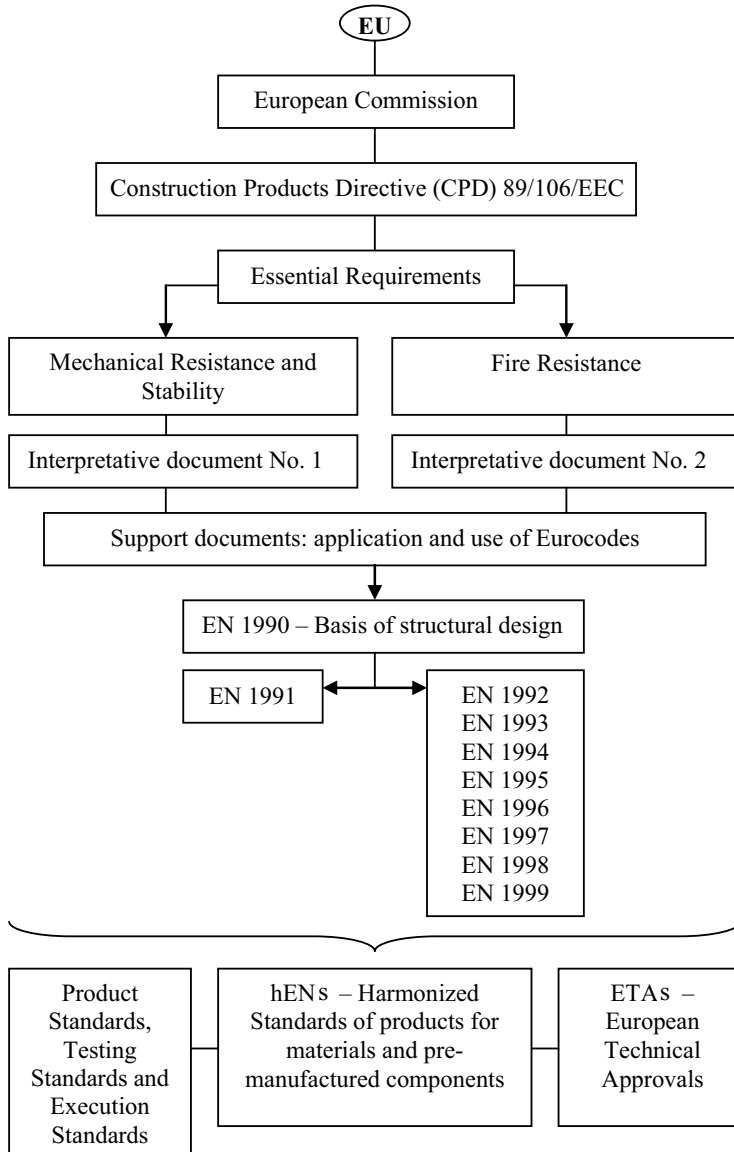 EU
European Commission
Construction Products Directive (CPD) 89/106/EEC
Essential Requirements
Mechanical Resistance and
Stability
Fire Resistance
Interpretative document No. 1
Interpretative document No. 2
Support documents: application and use of Eurocodes
EN 1990 – Basis of structural design
EN 1991
EN 1992
EN 1993
EN 1994
EN 1995
EN 1996
EN 1997
EN 1998
EN 1999
Product
Standards,
Testing
Standards and
Execution
Standards
hENs – Harmonized
Standards of products for
materials and pre-
manufactured components
ETAs –
European
Technical
Approvals